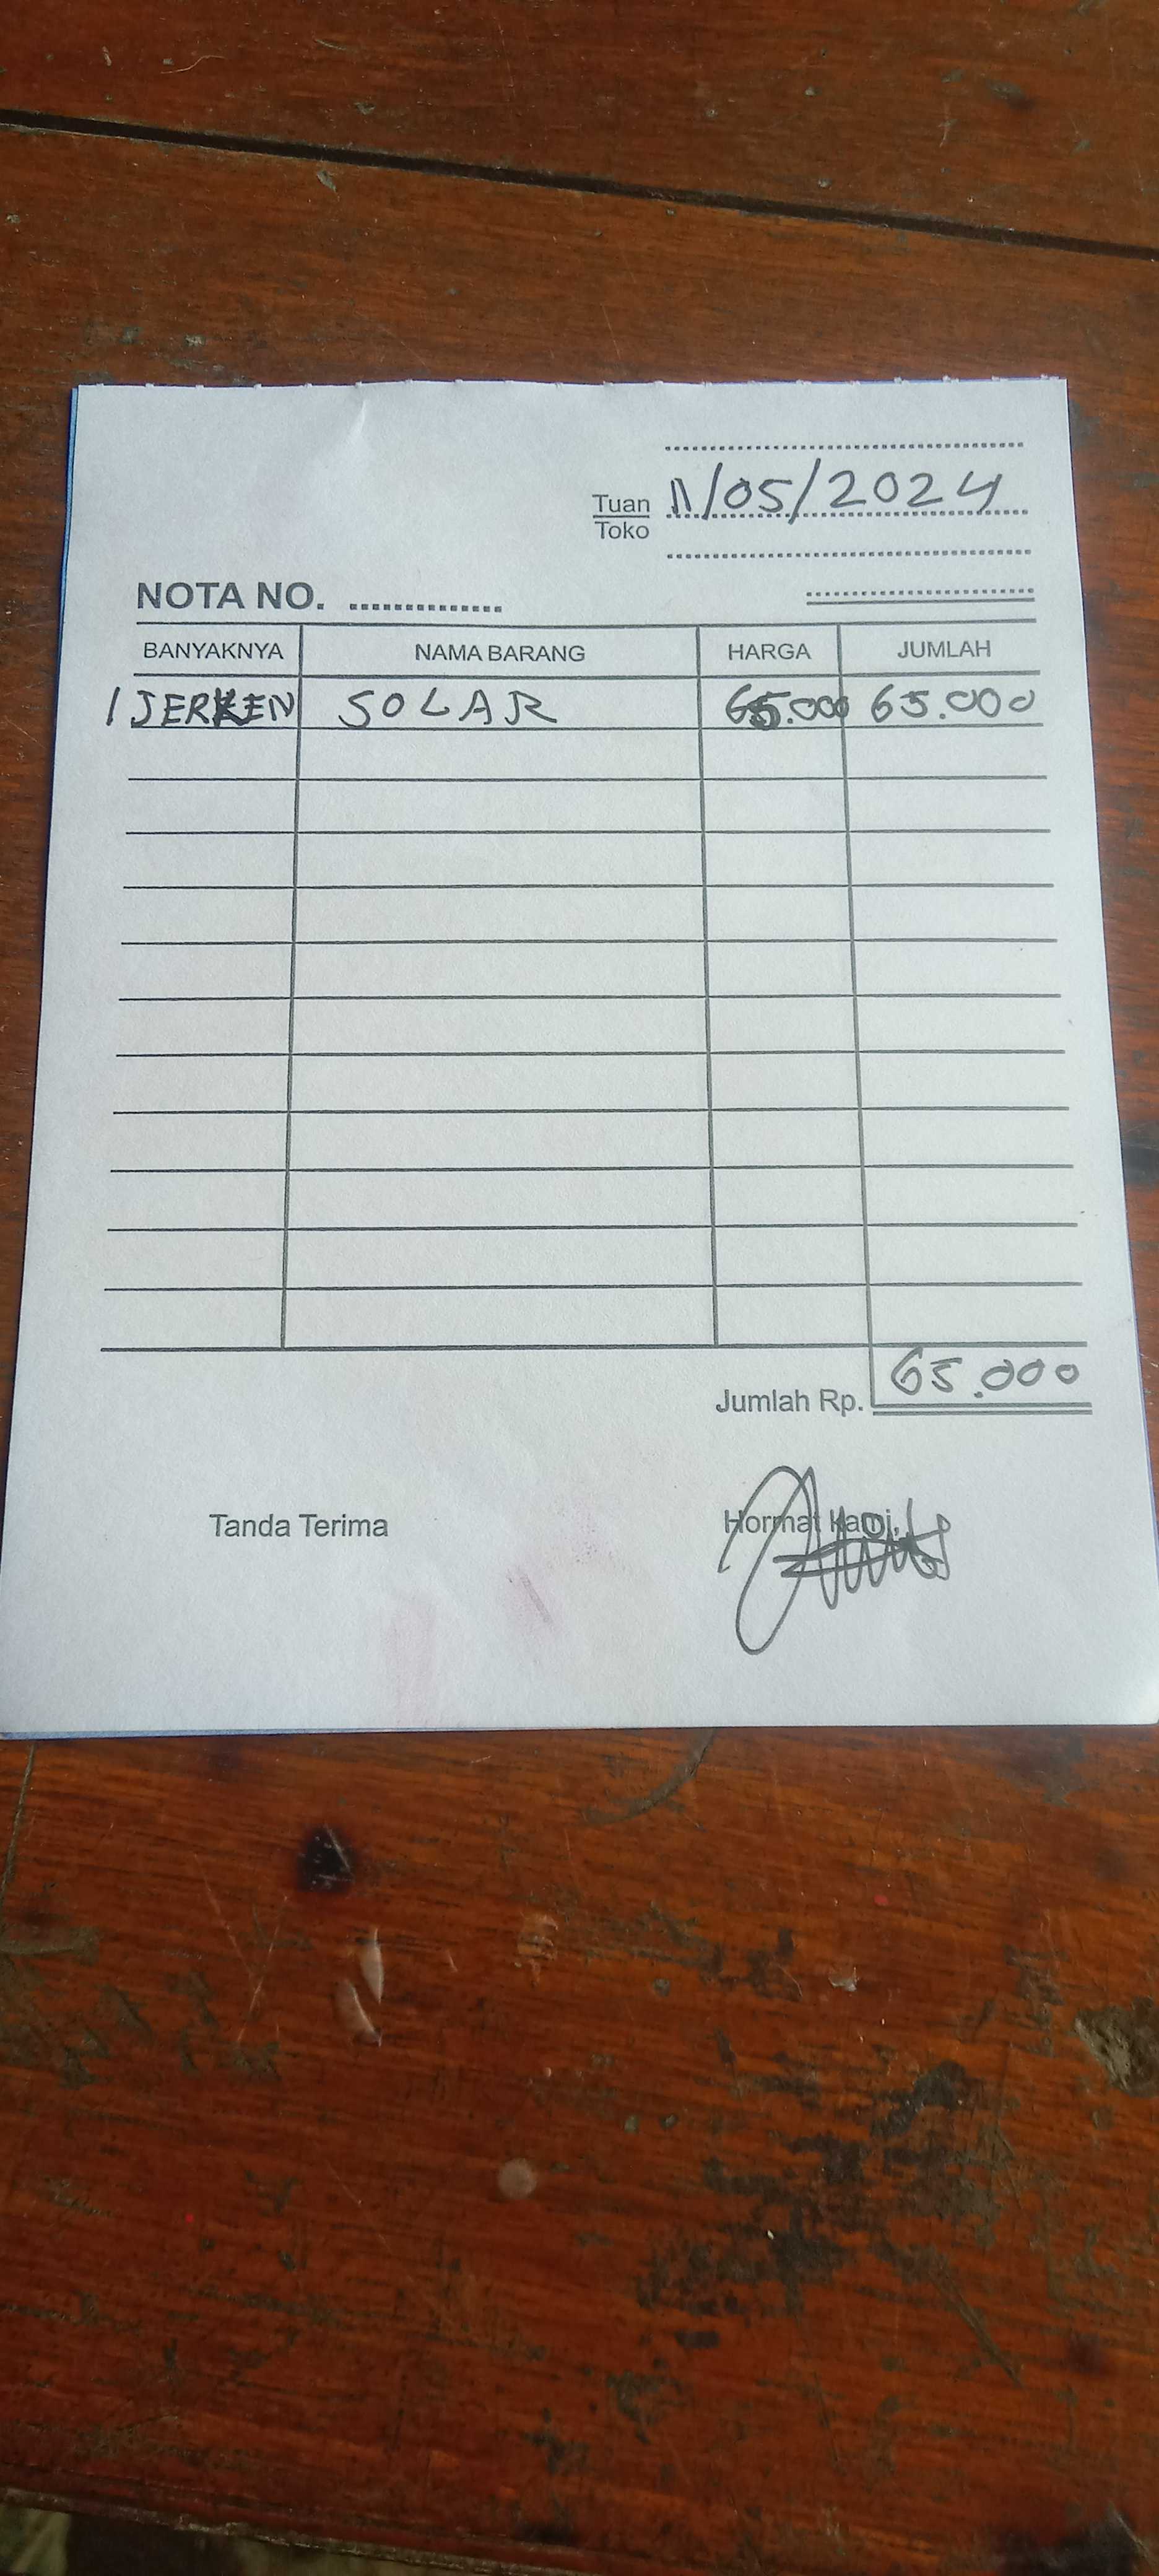 Tuan 11/05/2024
Toko
NOTA NO. ..............
BANYAKNYA NAMA BARANG HARGA JUMLAH
1 JERKEN SOLAR 65.000 65.000
Jumlah Rp. 65.000
Tanda Terima Hormat kami,